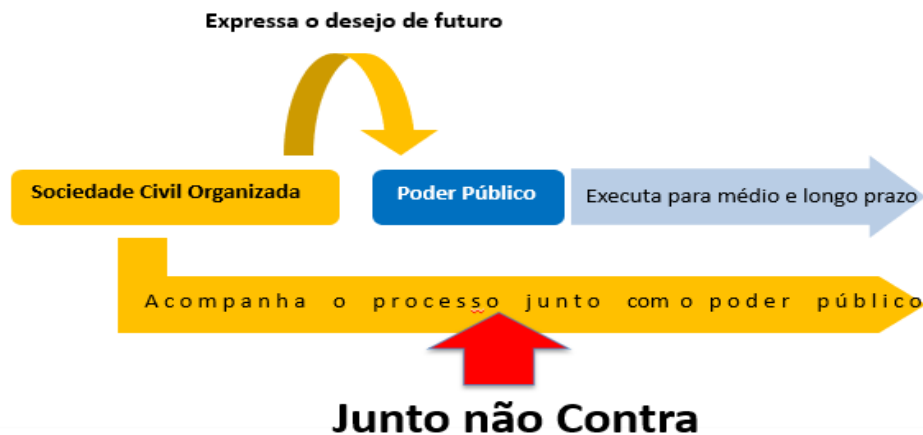 Expressa o desejo de futuro
Sociedade Civil Organizada
Poder Público
Executa para médio e longo prazo
Acompanha o processo junto com o poder público
Junto não Contra